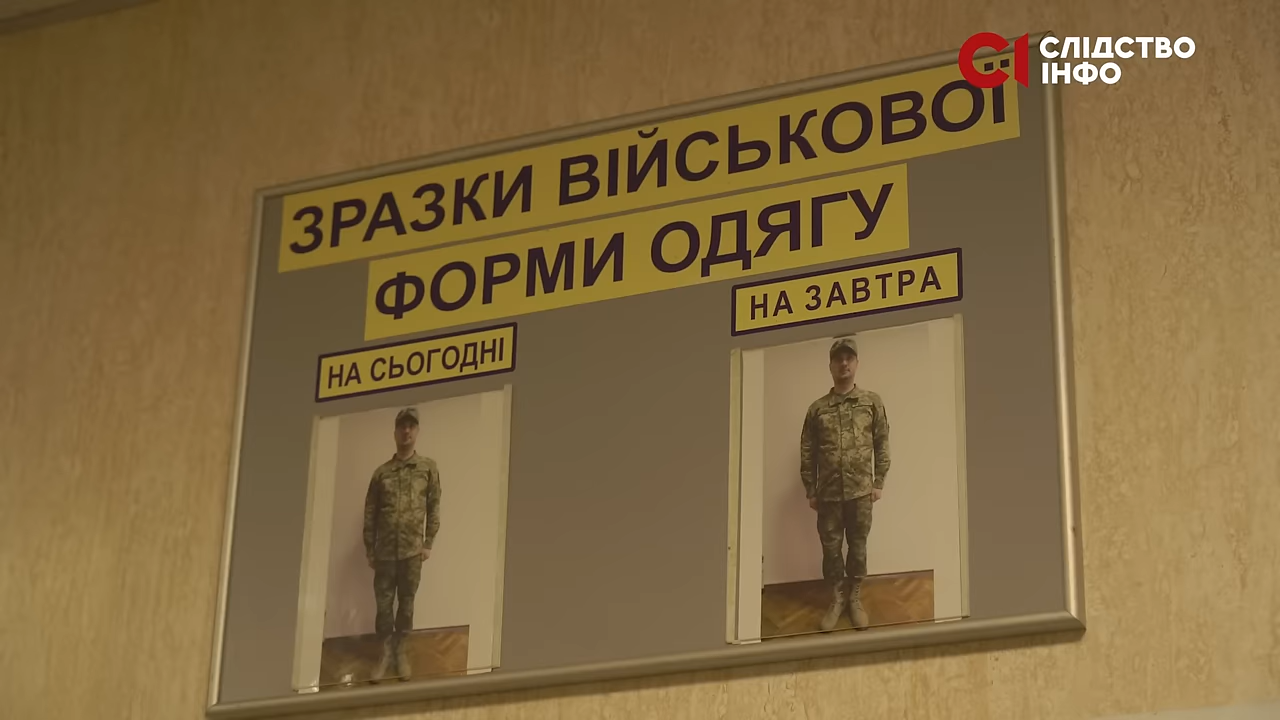 СЛІДСТВО
ІНФО
ЗРАЗКИ ВІЙСЬКОВОЇ
ФОРМИ ОДЯГУ
НА СЬОГОДНІ
НА ЗАВТРА